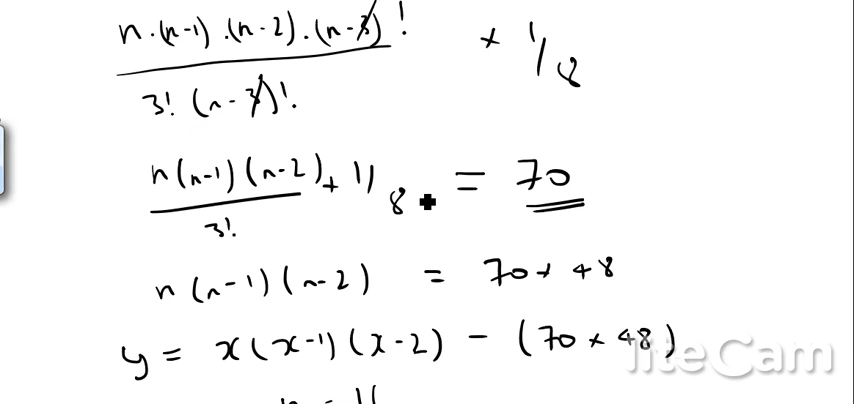 n·(n-1)·(n-2)·(n-3)! × 1/8
3! (n-3)!
n(n-1)(n-2) × 1/8 = 70
3!
n(n-1)(n-2) = 70 × 48
y = x(x-1)(x-2) - (70 × 48)
n = 11
liteCam